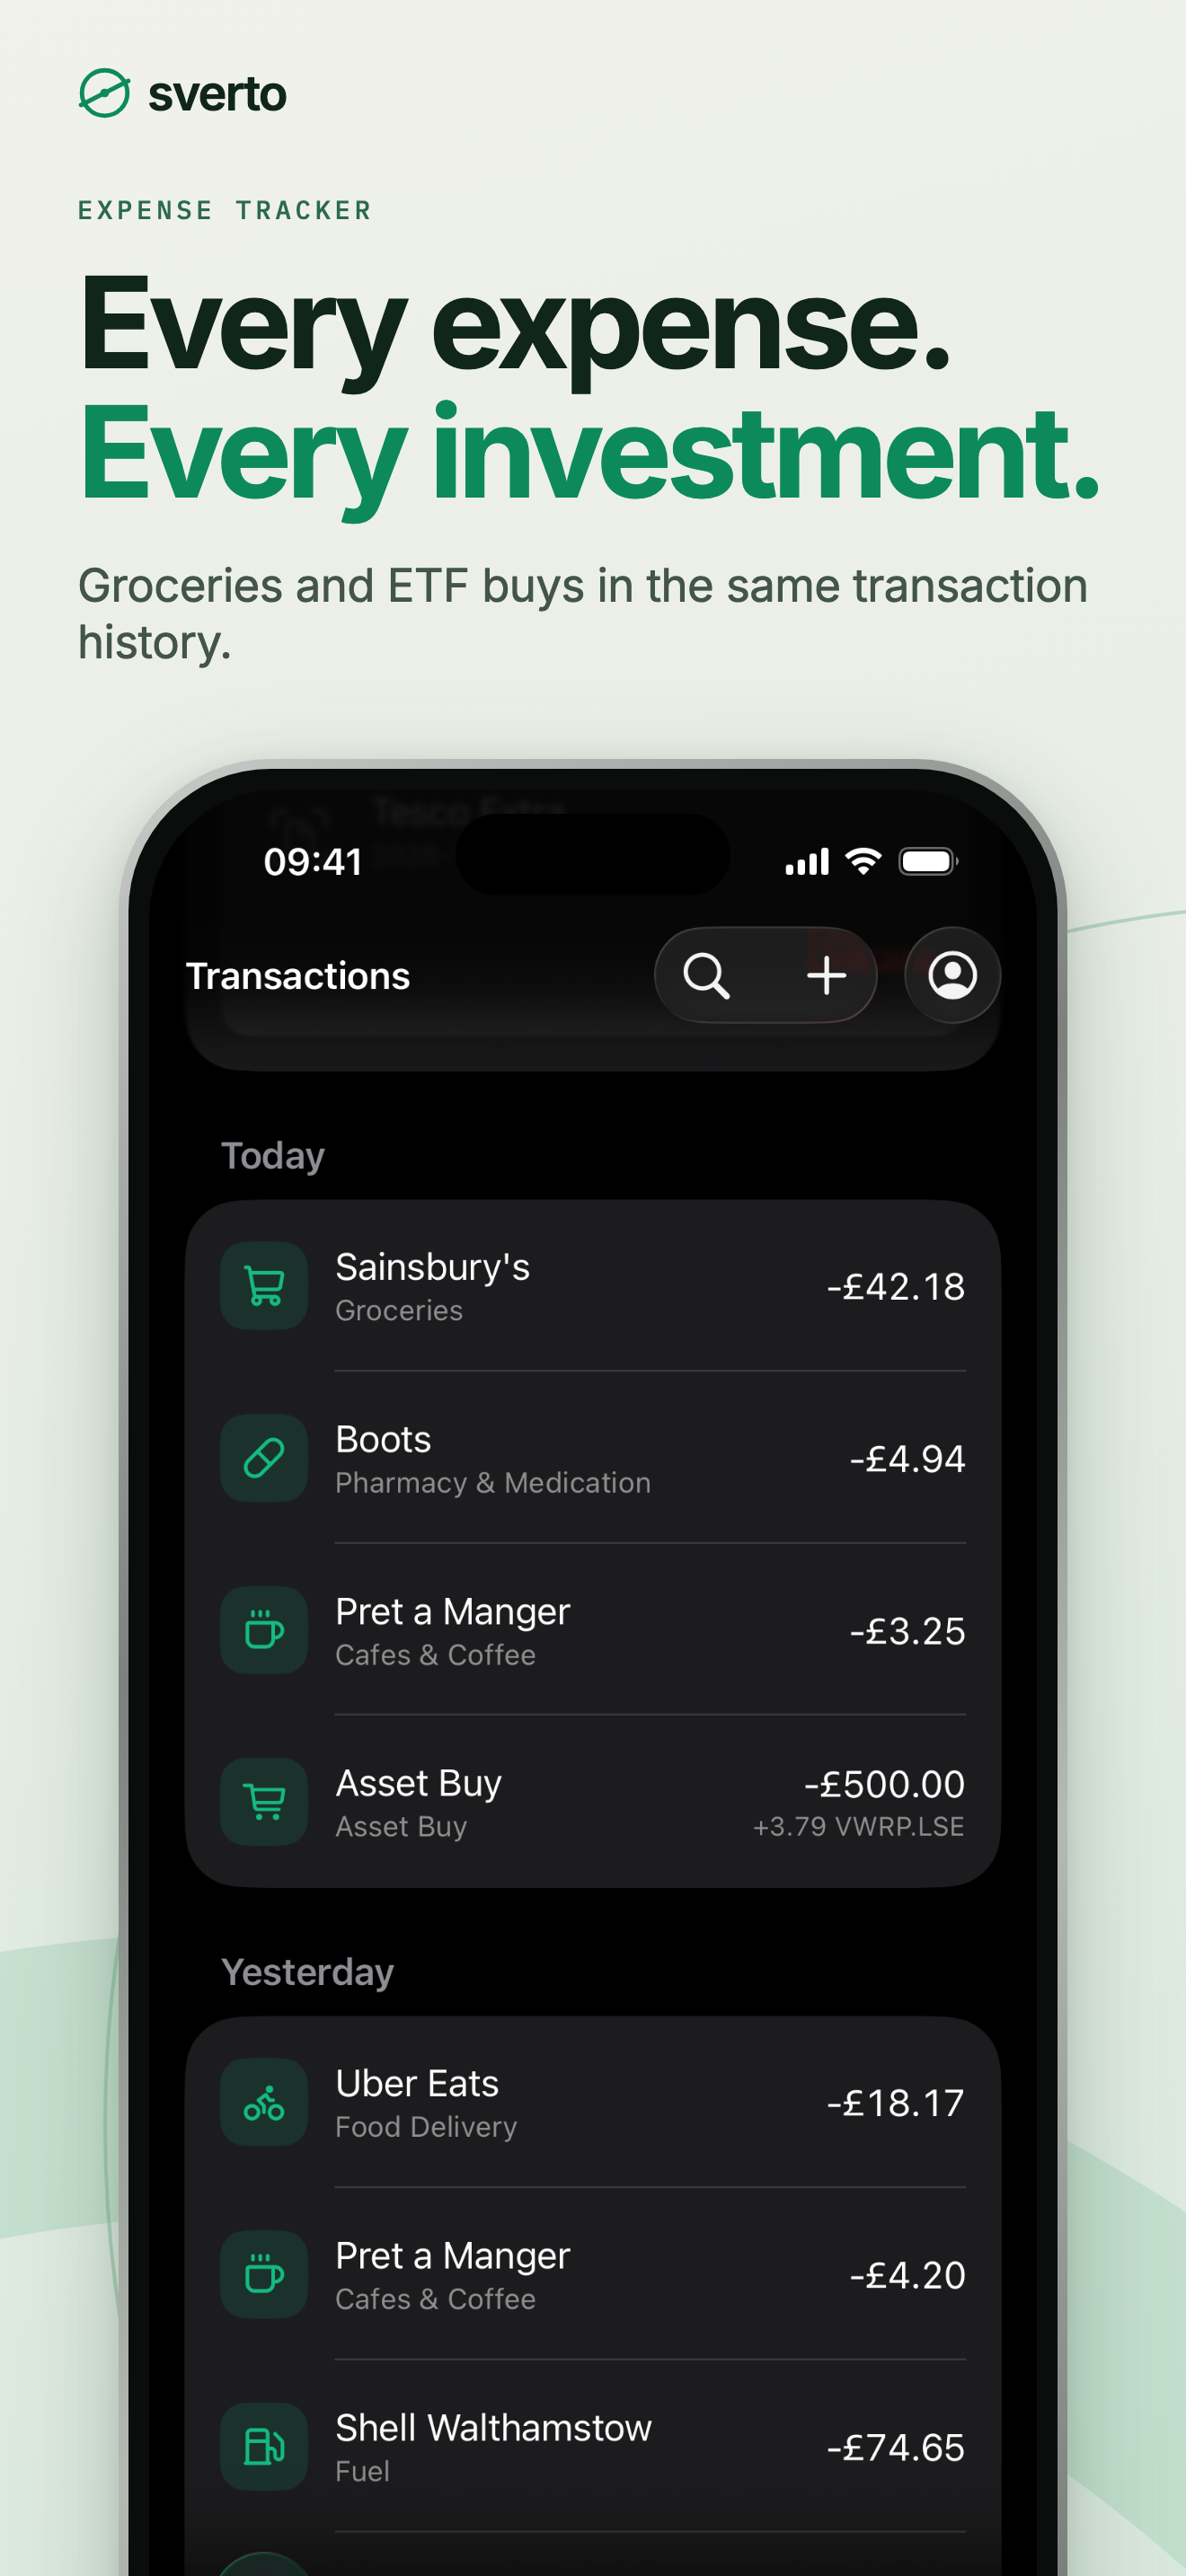 sverto
EXPENSE TRACKER
Every expense.
Every investment.
Groceries and ETF buys in the same transaction
history.
Tesco Extra
09:41
Transactions
Today
Sainsbury's
-£42.18
Groceries
Boots
-£4.94
Pharmacy & Medication
Pret a Manger
-£3.25
Cafes & Coffee
Asset Buy
-£500.00
Asset Buy
+3.79 VWRP.LSE
Yesterday
Uber Eats
-£18.17
Food Delivery
Pret a Manger
-£4.20
Cafes & Coffee
Shell Walthamstow
-£74.65
Fuel